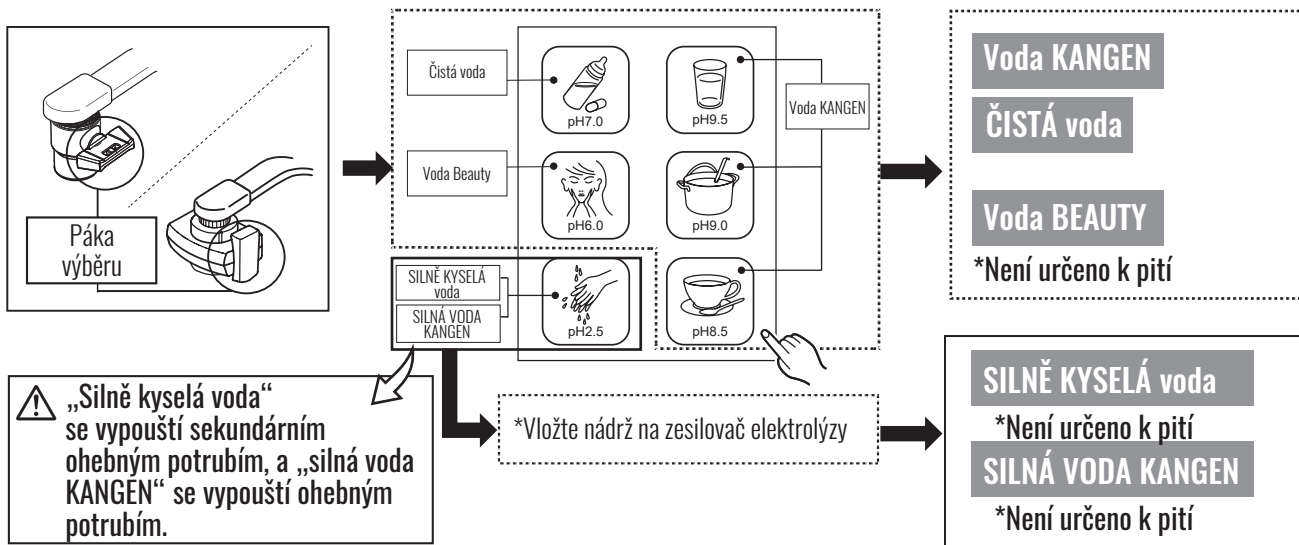 Páka
výběru
Čistá voda
pH7.0
pH9.5
Voda KANGEN
Voda Beauty
pH6.0
pH9.0
SILNĚ KYSELÁ
voda
SILNÁ VODA
KANGEN
pH2.5
pH8.5
„Silně kyselá voda“
se vypouští sekundárním
ohebným potrubím, a „silná voda
KANGEN“ se vypouští ohebným
potrubím.
*Vložte nádrž na zesilovač elektrolýzy
Voda KANGEN
ČISTÁ voda
Voda BEAUTY
*Není určeno k pití
SILNĚ KYSELÁ voda
*Není určeno k pití
SILNÁ VODA KANGEN
*Není určeno k pití